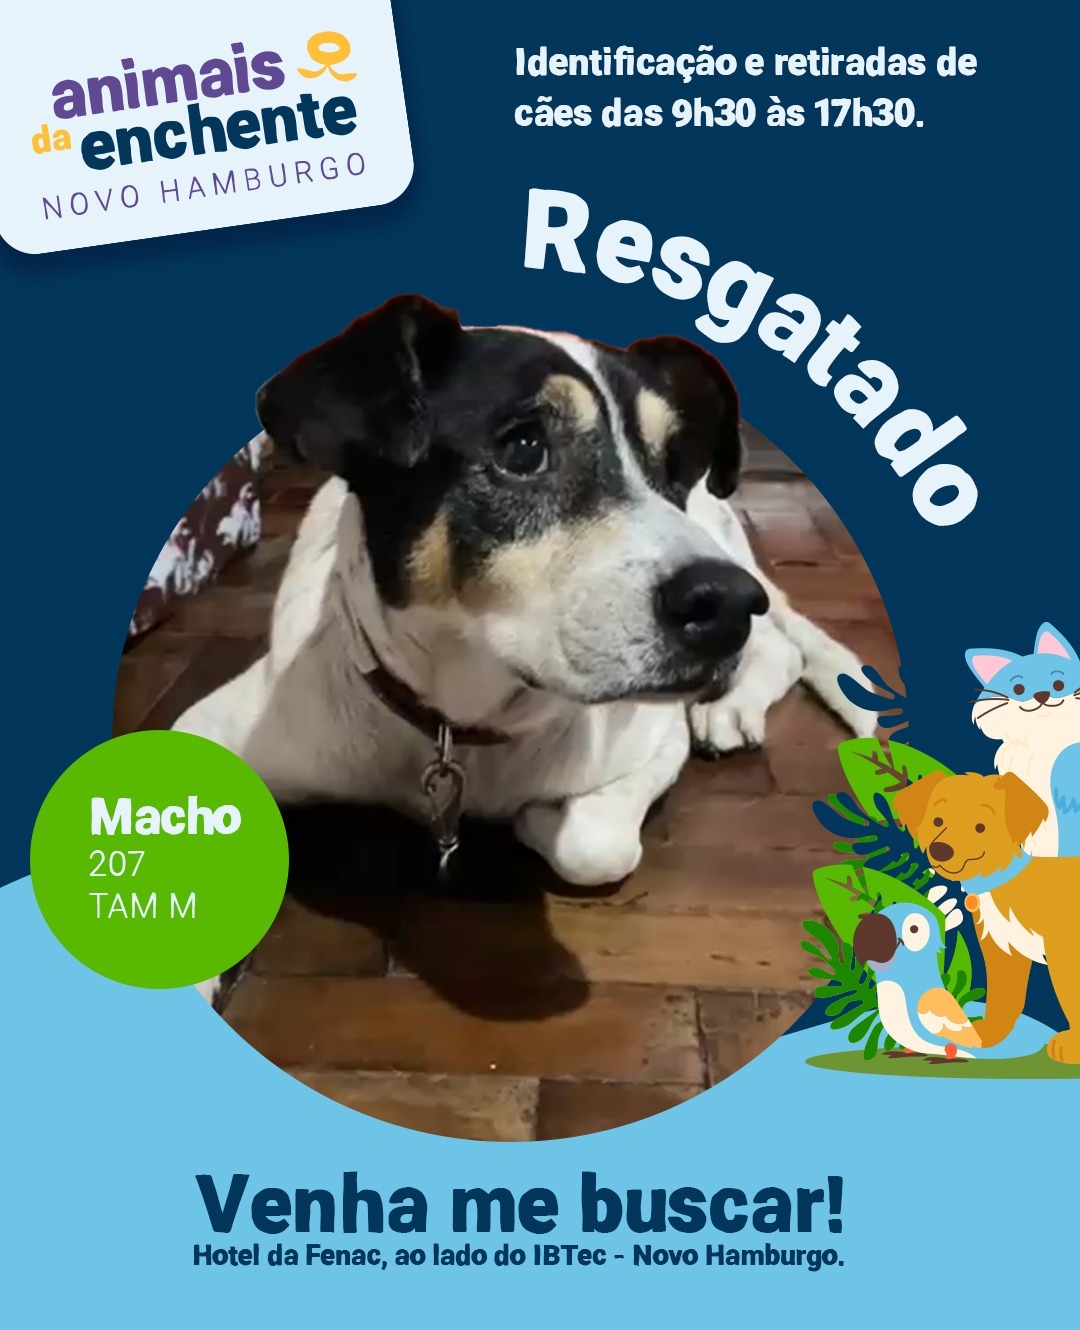 animais
da enchente
NOVO HAMBURGO
Identificação e retiradas de
cães das 9h30 às 17h30.
Resgatado
Macho
207
TAM M
Venha me buscar!
Hotel da Fenac, ao lado do IBTec - Novo Hamburgo.